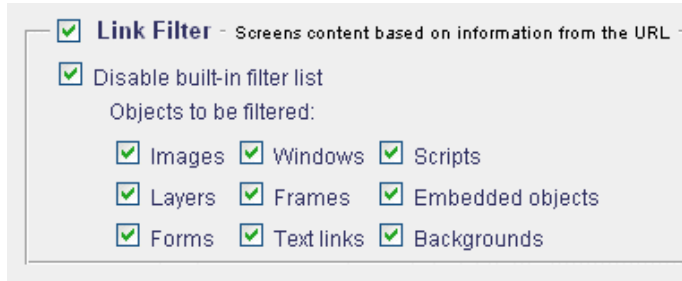 Link Filter - Screens content based on information from the URL
Disable built-in filter list
Objects to be filtered:
Images Windows Scripts
Layers Frames Embedded objects
Forms Text links Backgrounds